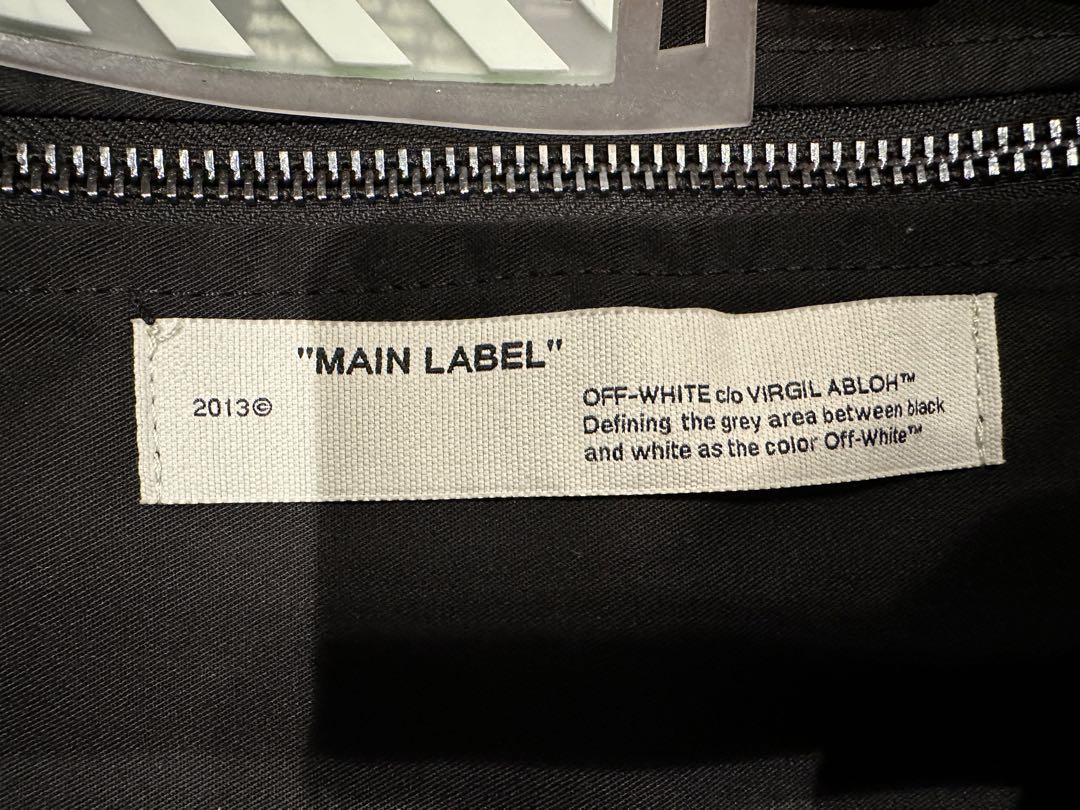 "MAIN LABEL"
2013©
OFF-WHITE c/o VIRGIL ABLOH™
Defining the grey area between black
and white as the color Off-White™